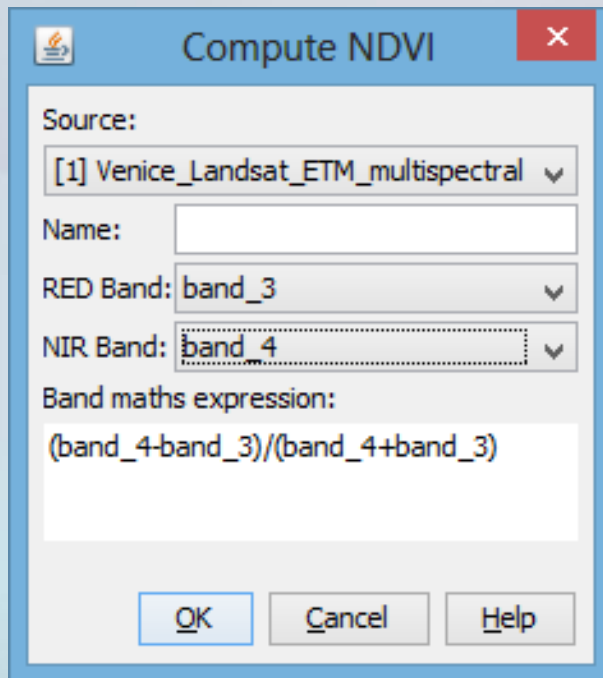 Compute NDVI
Source:
[1] Venice_Landsat_ETM_multispectral
Name:
RED Band: band_3
NIR Band: band_4
Band maths expression:
(band_4-band_3)/(band_4+band_3)
OK Cancel Help